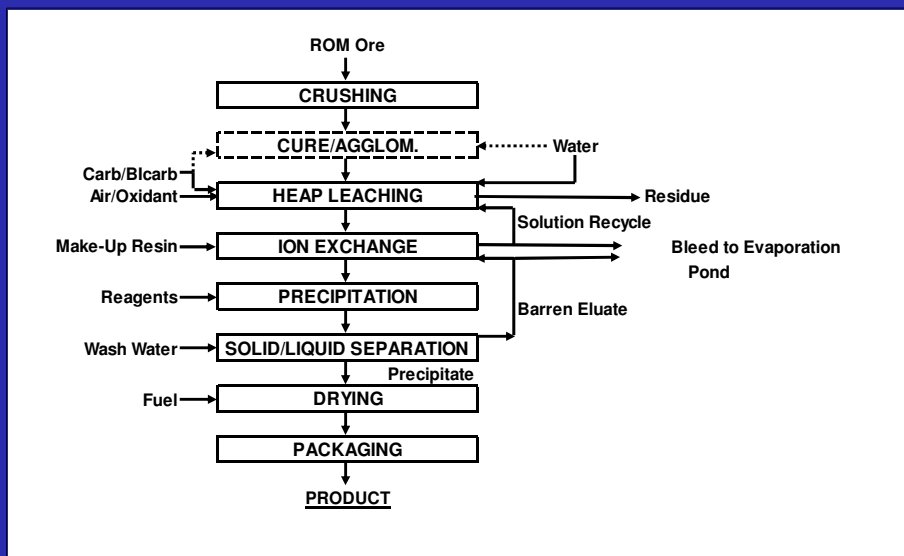 ROM Ore
CRUSHING
CURE/AGGLOM.
Water
Carb/BIcarb
Air/Oxidant
HEAP LEACHING
Residue
Solution Recycle
Make-Up Resin
ION EXCHANGE
Bleed to Evaporation
Pond
Reagents
PRECIPITATION
Barren Eluate
Wash Water
SOLID/LIQUID SEPARATION
Precipitate
Fuel
DRYING
PACKAGING
PRODUCT